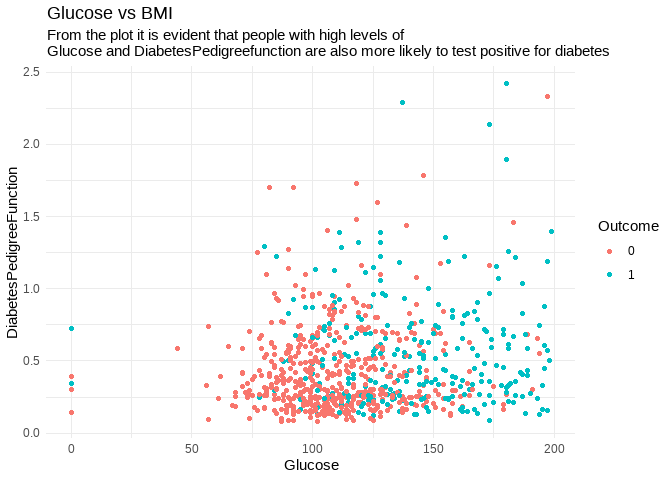 Glucose vs BMI
From the plot it is evident that people with high levels of
Glucose and DiabetesPedigreefunction are also more likely to test positive for diabetes
2.5
2.0
1.5
1.0
0.5
0.0
DiabetesPedigreeFunction
0
50
100
150
200
Glucose
Outcome
0
1